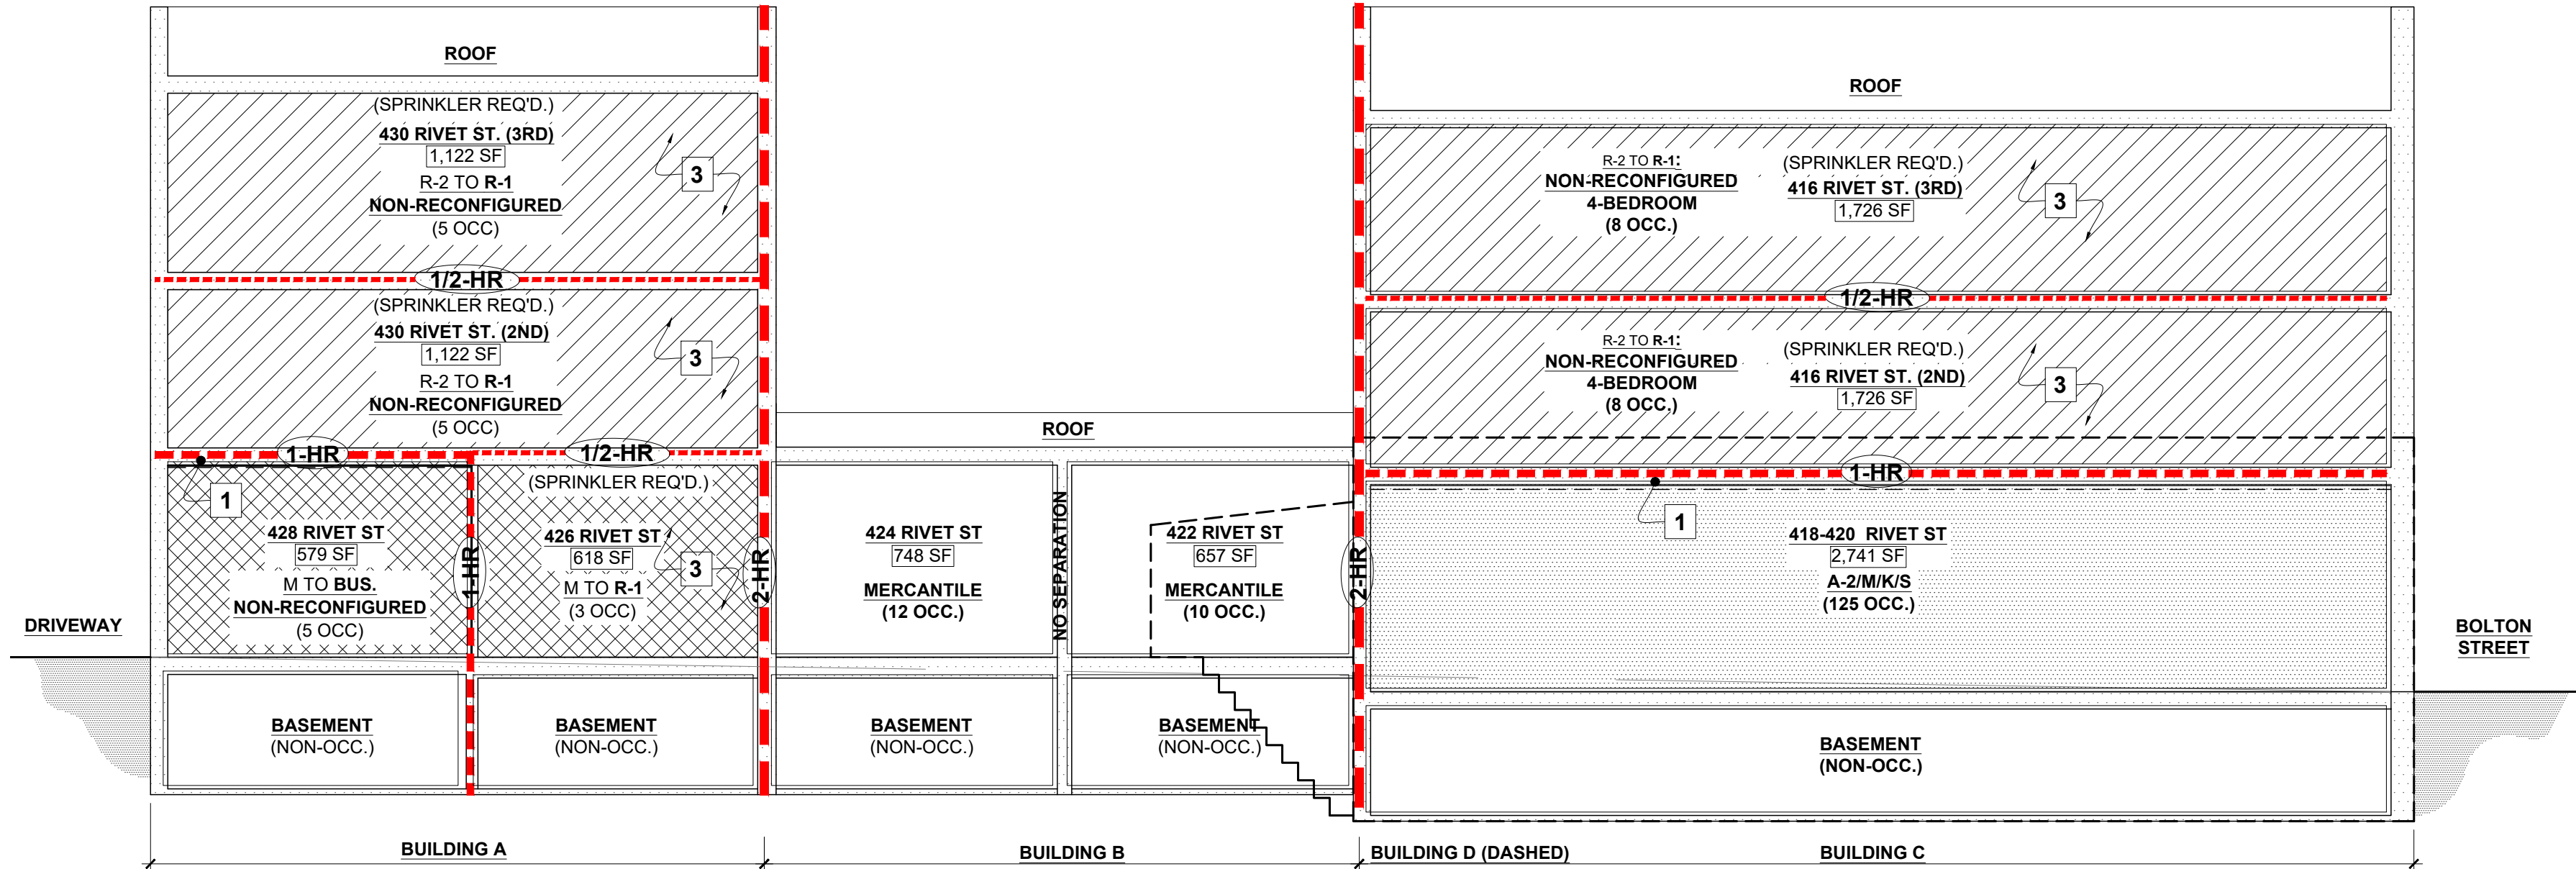 ROOF
(SPRINKLER REQ'D.)
430 RIVET ST. (3RD)
1,122 SF
R-2 TO R-1
NON-RECONFIGURED
(5 OCC)
3
1/2-HR
(SPRINKLER REQ'D.)
430 RIVET ST. (2ND)
1,122 SF
R-2 TO R-1
NON-RECONFIGURED
(5 OCC)
3
1-HR
1/2-HR
1
428 RIVET ST
579 SF
M TO BUS.
NON-RECONFIGURED
(5 OCC)
1-HR
(SPRINKLER REQ'D.)
426 RIVET ST
618 SF
M TO R-1
(3 OCC)
3
2-HR
DRIVEWAY
BASEMENT
(NON-OCC.)
BASEMENT
(NON-OCC.)
BUILDING A
ROOF
424 RIVET ST
748 SF
MERCANTILE
(12 OCC.)
NO SEPARATION
422 RIVET ST
657 SF
MERCANTILE
(10 OCC.)
BASEMENT
(NON-OCC.)
BASEMENT
(NON-OCC.)
BUILDING B
ROOF
R-2 TO R-1:
NON-RECONFIGURED
4-BEDROOM
(8 OCC.)
(SPRINKLER REQ'D.)
416 RIVET ST. (3RD)
1,726 SF
3
1/2-HR
R-2 TO R-1:
NON-RECONFIGURED
4-BEDROOM
(8 OCC.)
(SPRINKLER REQ'D.)
416 RIVET ST. (2ND)
1,726 SF
3
1-HR
1
2-HR
418-420 RIVET ST
2,741 SF
A-2/M/K/S
(125 OCC.)
BOLTON
STREET
BASEMENT
(NON-OCC.)
BUILDING D (DASHED)
BUILDING C